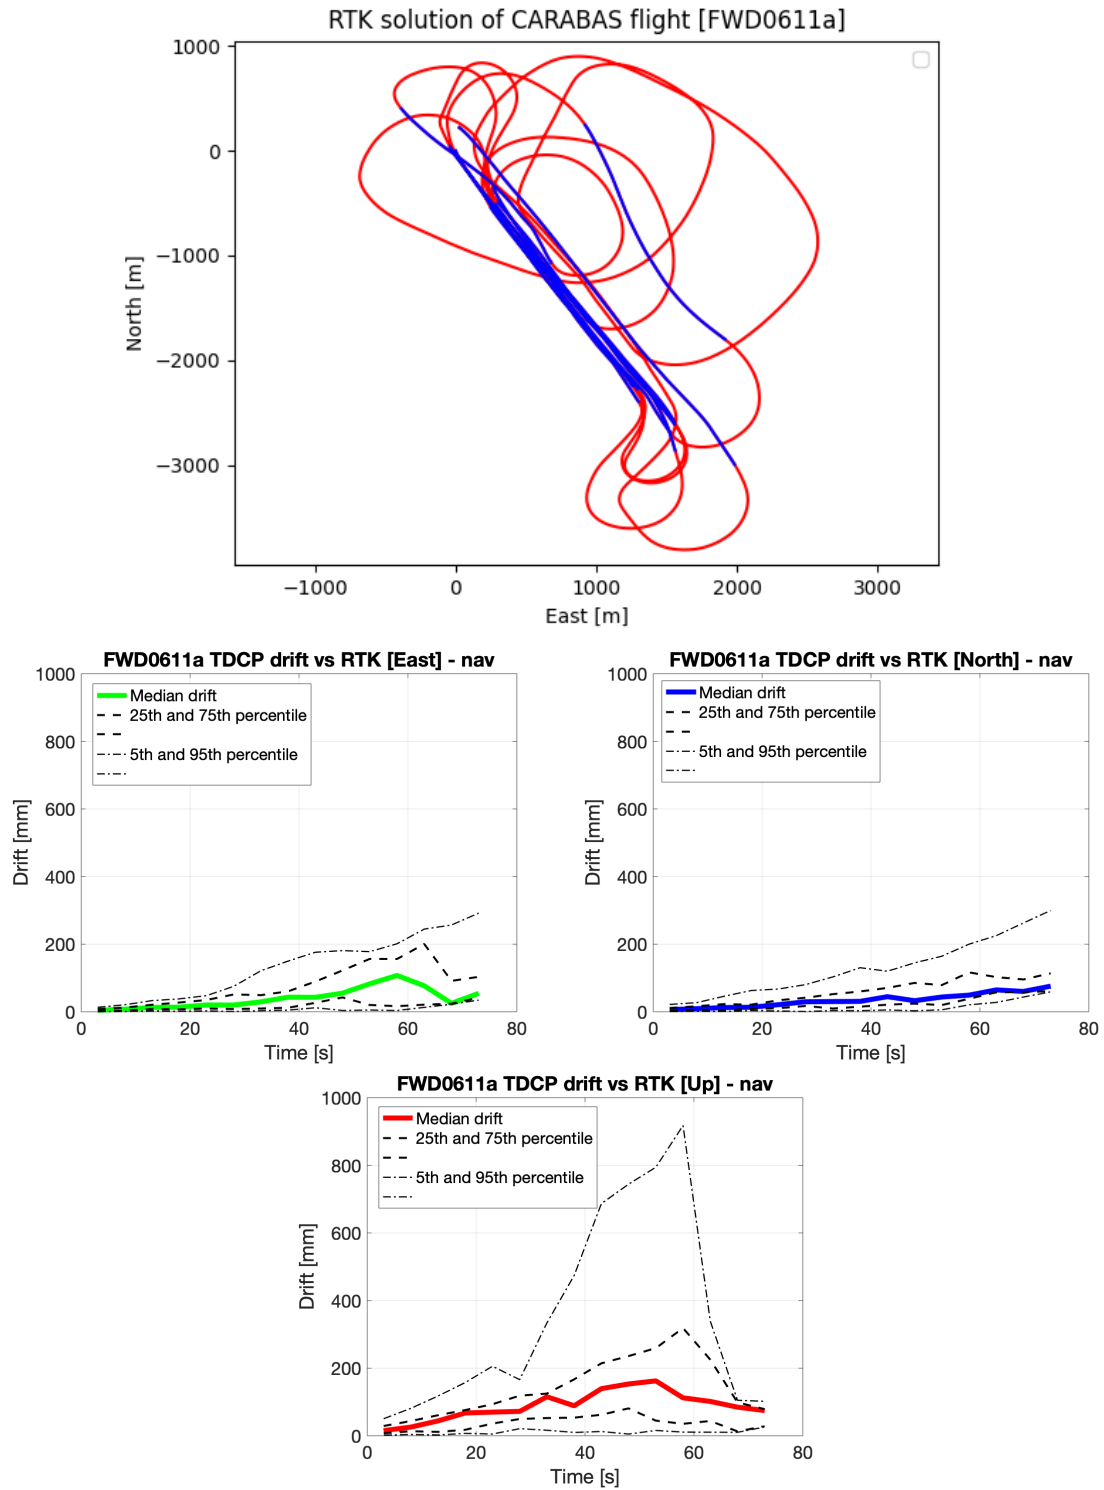 RTK solution of CARABAS flight [FWD0611a]
1000
0
−1000
−2000
−3000
North [m]
−1000 0 1000 2000 3000
East [m]
FWD0611a TDCP drift vs RTK [East] - nav
1000
800
600
400
200
0
Drift [mm]
Median drift
25th and 75th percentile
5th and 95th percentile
0 20 40 60 80
Time [s]
FWD0611a TDCP drift vs RTK [North] - nav
1000
800
600
400
200
0
Drift [mm]
Median drift
25th and 75th percentile
5th and 95th percentile
0 20 40 60 80
Time [s]
FWD0611a TDCP drift vs RTK [Up] - nav
1000
800
600
400
200
0
Drift [mm]
Median drift
25th and 75th percentile
5th and 95th percentile
0 20 40 60 80
Time [s]